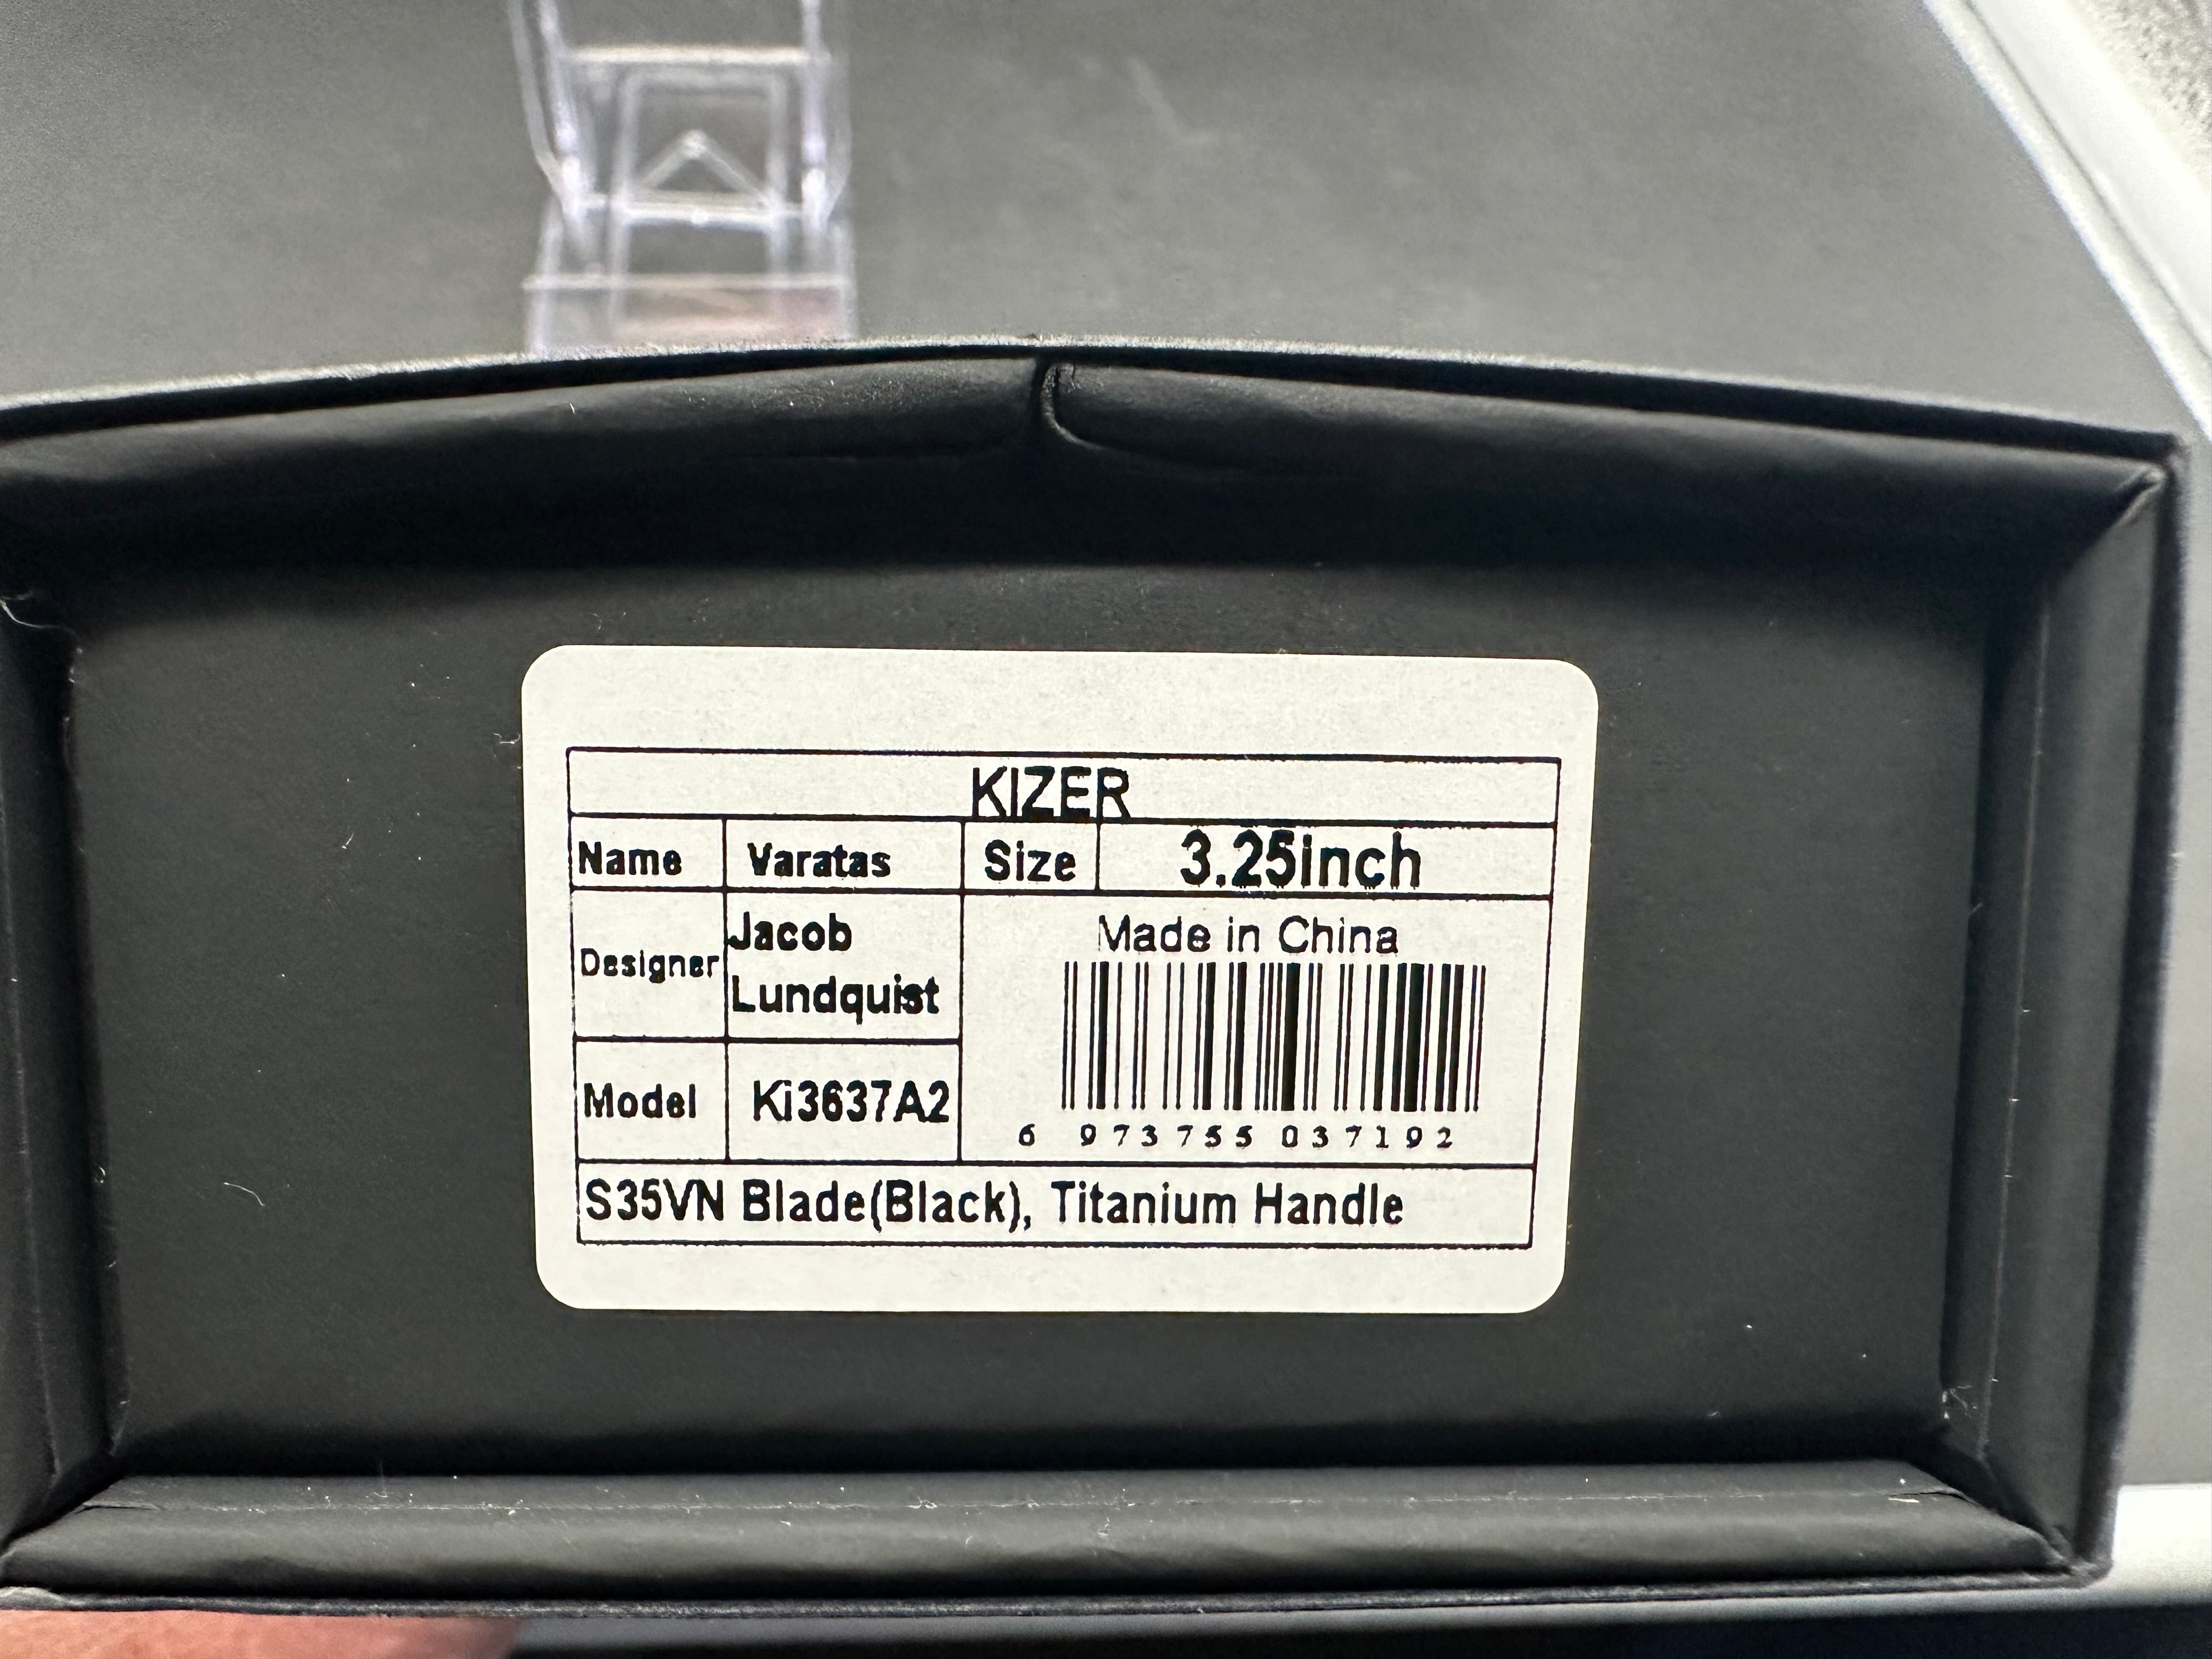 KIZER
Name Varatas Size 3.25inch
Designer Jacob
Lundquist
Made in China
Model Ki3637A2
6 973755 037192
S35VN Blade(Black), Titanium Handle